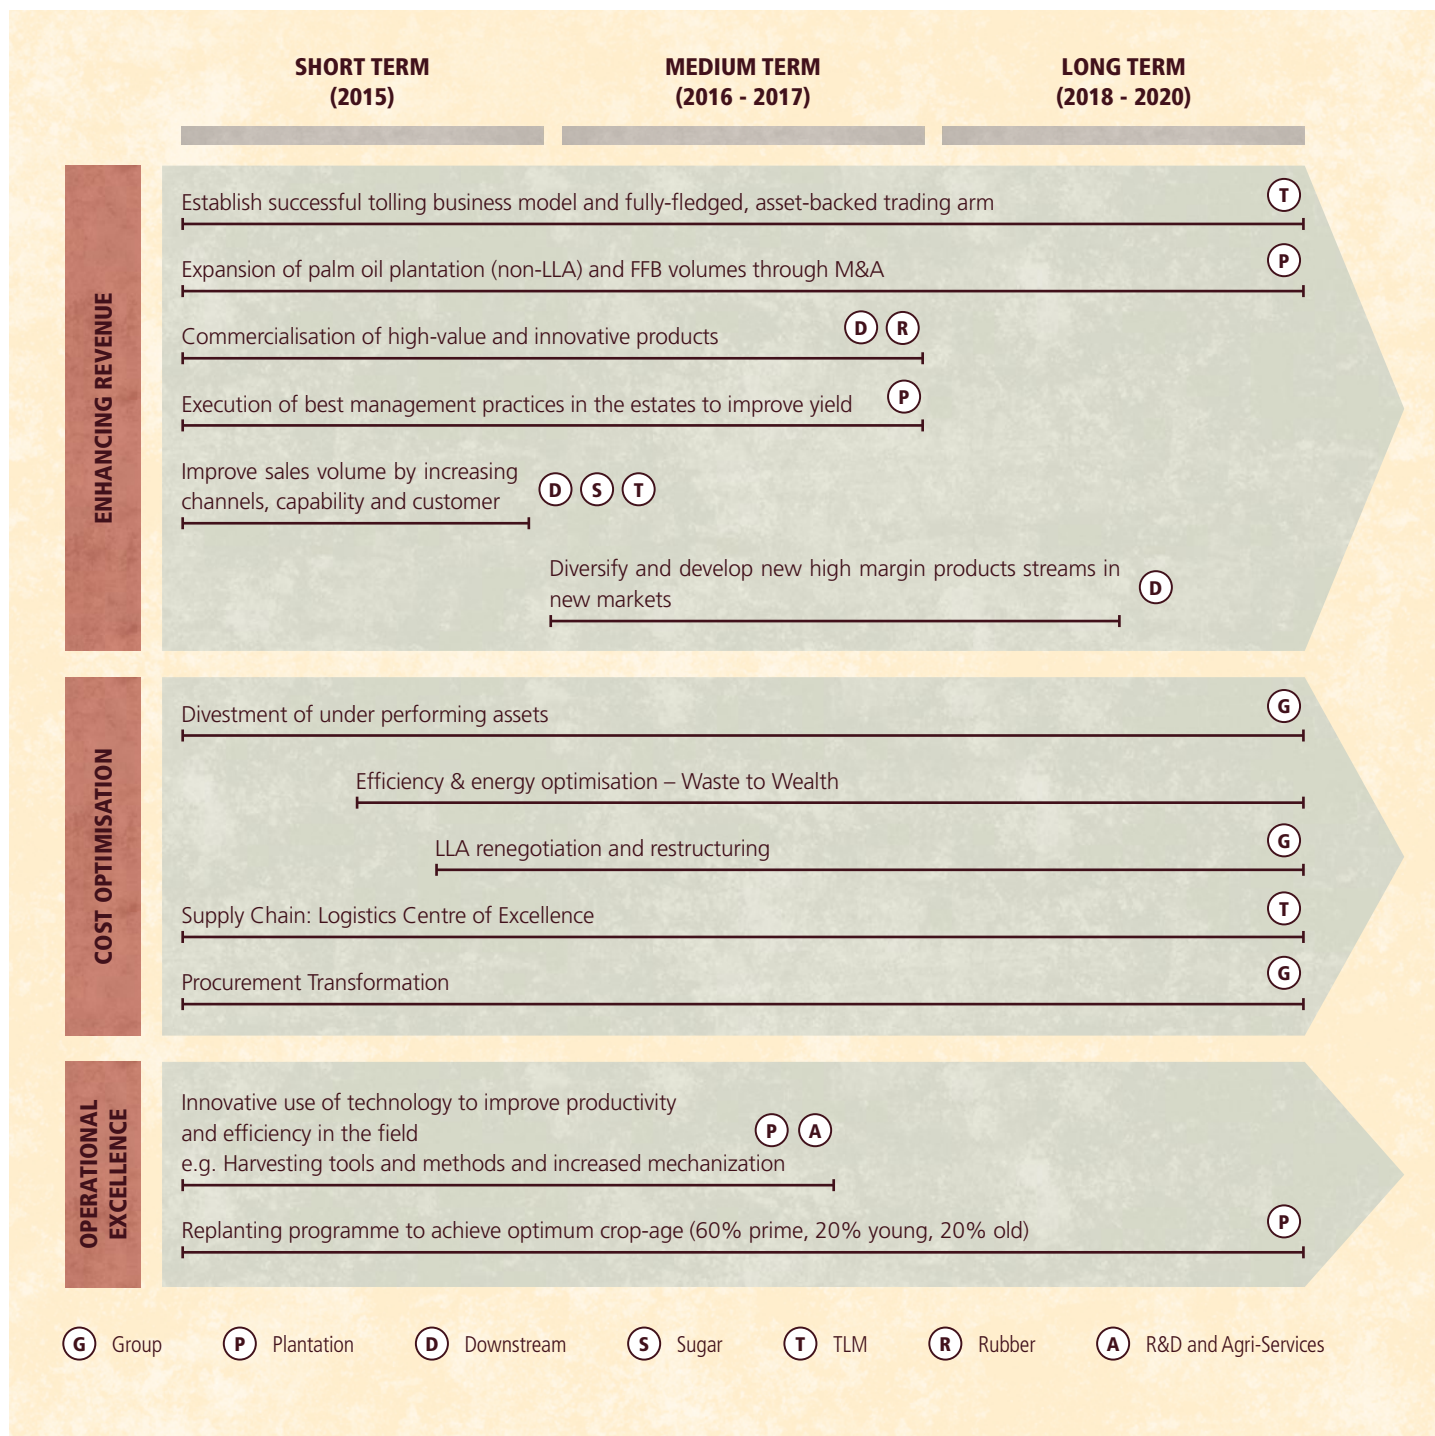 SHORT TERM
(2015)
MEDIUM TERM
(2016 - 2017)
LONG TERM
(2018 - 2020)
ENHANCING REVENUE
Establish successful tolling business model and fully-fledged, asset-backed trading arm
T
Expansion of palm oil plantation (non-LLA) and FFB volumes through M&A
P
Commercialisation of high-value and innovative products
D R
Execution of best management practices in the estates to improve yield
P
Improve sales volume by increasing
channels, capability and customer
D S T
Diversify and develop new high margin products streams in
new markets
D
COST OPTIMISATION
Divestment of under performing assets
G
Efficiency & energy optimisation – Waste to Wealth
LLA renegotiation and restructuring
G
Supply Chain: Logistics Centre of Excellence
T
Procurement Transformation
G
OPERATIONAL
EXCELLENCE
Innovative use of technology to improve productivity
and efficiency in the field
e.g. Harvesting tools and methods and increased mechanization
P A
Replanting programme to achieve optimum crop-age (60% prime, 20% young, 20% old)
P
G Group
P Plantation
D Downstream
S Sugar
T TLM
R Rubber
A R&D and Agri-Services